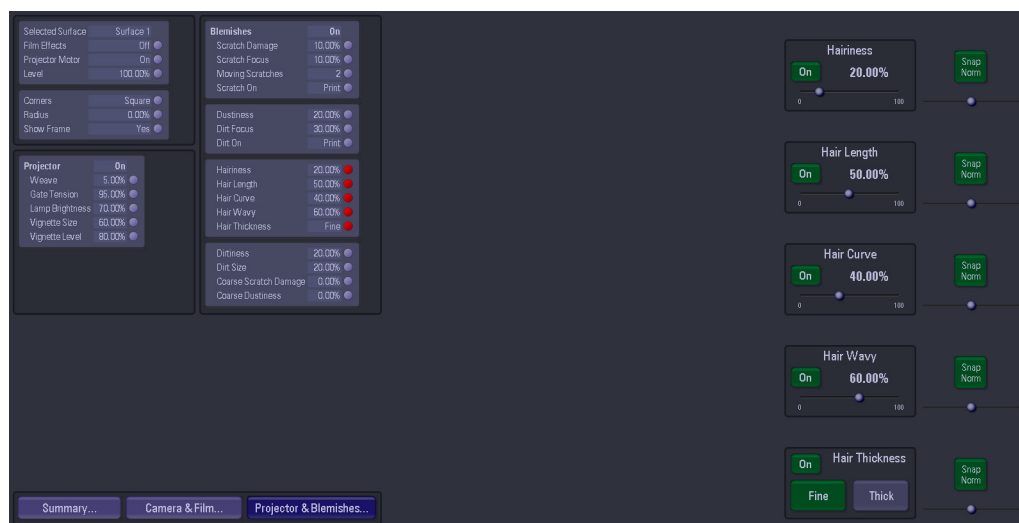 Selected Surface Surface 1
Film Effects Off
Projector Motor On
Level 100.00%
Corners Square
Radius 0.00%
Show Frame Yes
Projector On
Weave 5.00%
Gate Tension 95.00%
Lamp Brightness 70.00%
Vignette Size 60.00%
Vignette Level 80.00%
Blemishes On
Scratch Damage 10.00%
Scratch Focus 10.00%
Moving Scratches 2
Scratch On Print
Dustiness 20.00%
Dirt Focus 30.00%
Dirt On Print
Hairiness 20.00%
Hair Length 50.00%
Hair Curve 40.00%
Hair Wavy 60.00%
Hair Thickness Fine
Dirtiness 20.00%
Dirt Size 20.00%
Coarse Scratch Damage 0.00%
Coarse Dustiness 0.00%
Hairiness
On 20.00%
0 100
Snap
Norm
Hair Length
On 50.00%
0 100
Snap
Norm
Hair Curve
On 40.00%
0 100
Snap
Norm
Hair Wavy
On 60.00%
0 100
Snap
Norm
On Hair Thickness
Fine Thick
Snap
Norm
Summary... Camera & Film... Projector & Blemishes...